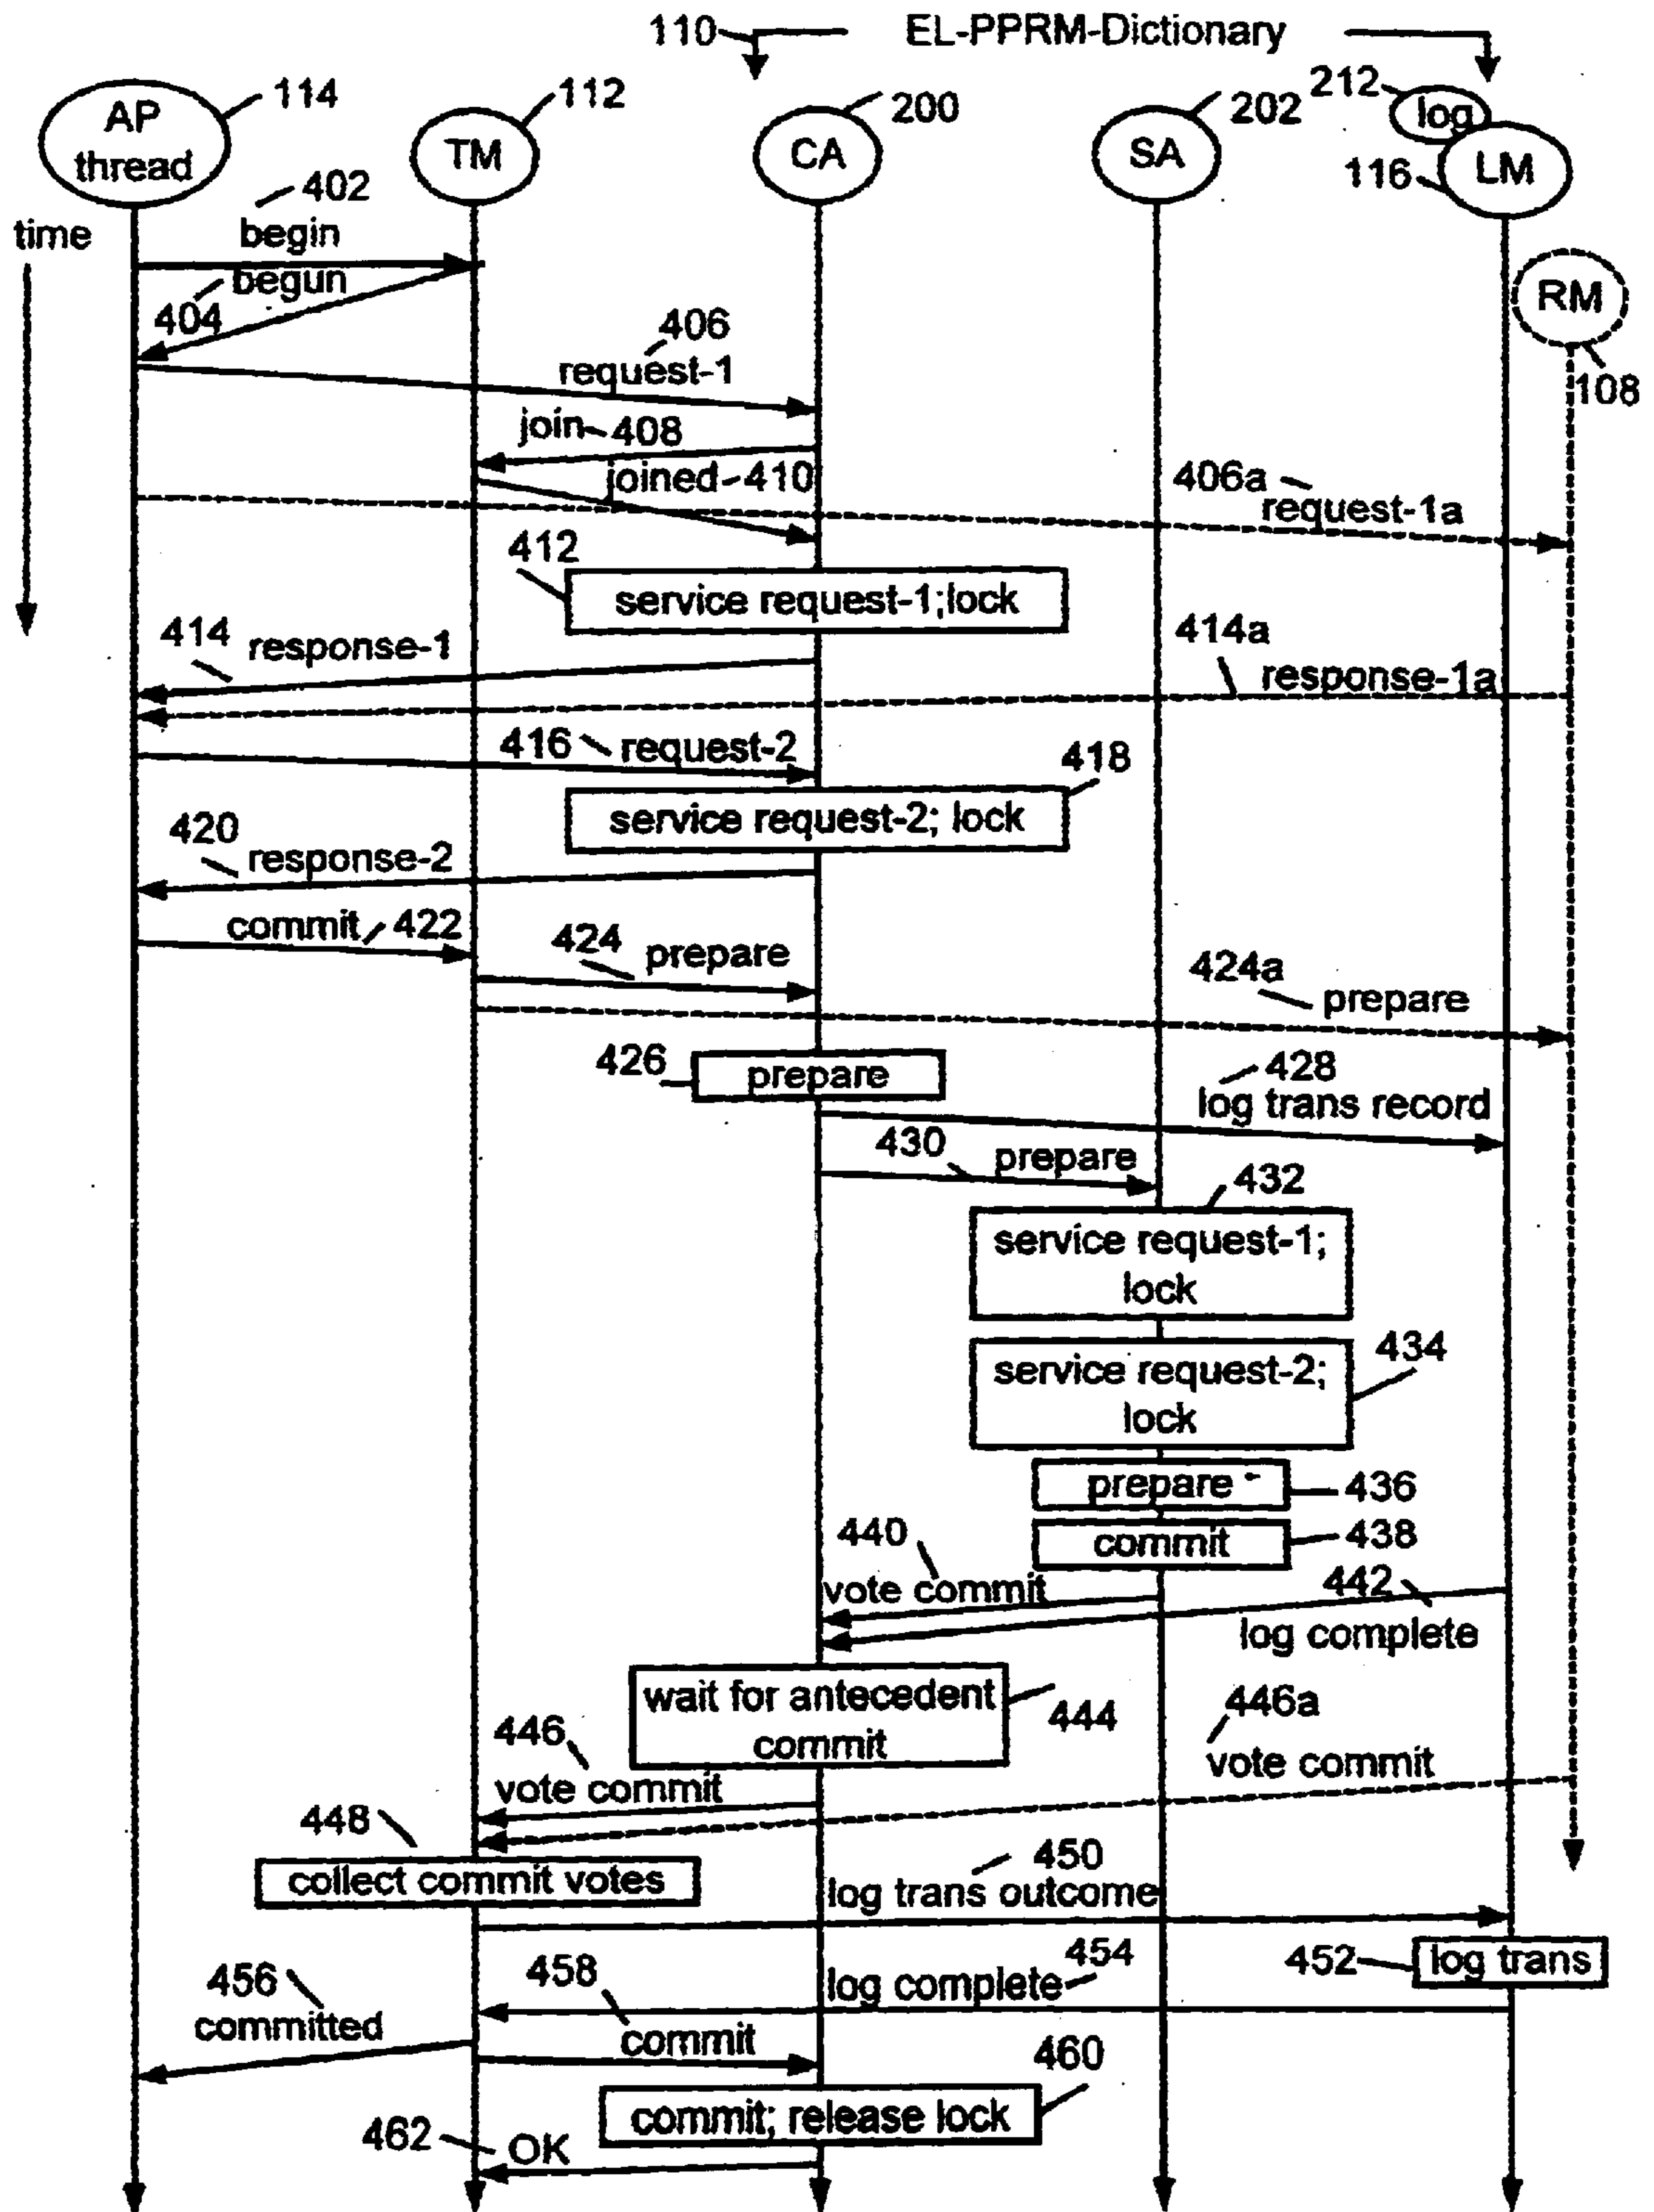 110
EL-PPRM-Dictionary
AP
thread
114
TM
112
CA
200
SA
202
212
log
LM
116
time
402
begin
begun
404
RM
108
406
request-1
join
408
joined
410
406a
request-1a
412
service request-1;lock
414
response-1
414a
response-1a
416
request-2
418
service request-2; lock
420
response-2
commit
422
424
prepare
424a
prepare
426
prepare
428
log trans record
430
prepare
432
service request-1;
lock
434
service request-2;
lock
prepare
436
commit
438
440
vote commit
442
log complete
wait for antecedent
commit
444
446
vote commit
446a
vote commit
448
collect commit votes
450
log trans outcome
452
log trans
454
log complete
456
committed
458
commit
460
commit; release lock
462
OK